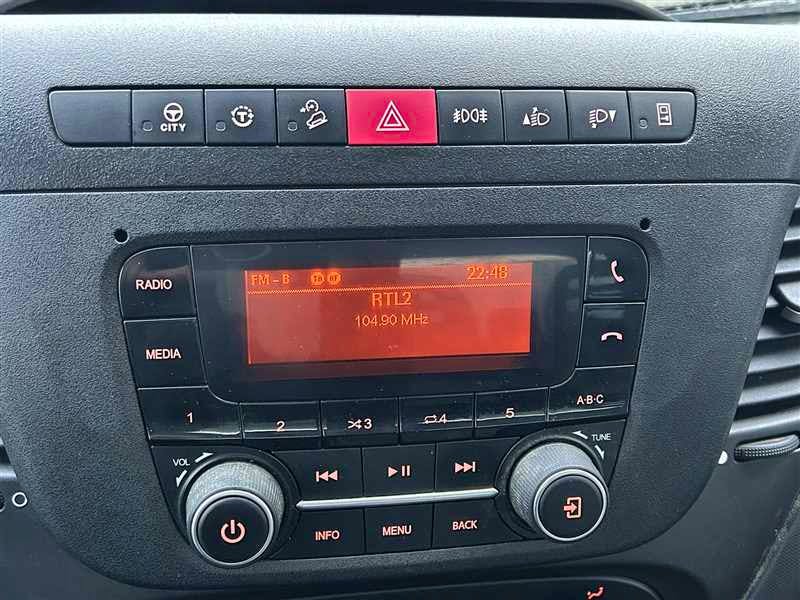 CITY
T
RADIO
FM - B
22:48
RTL2
104.90 MHz
MEDIA
1
2
3
4
5
A·B·C
VOL
TUNE
INFO
MENU
BACK